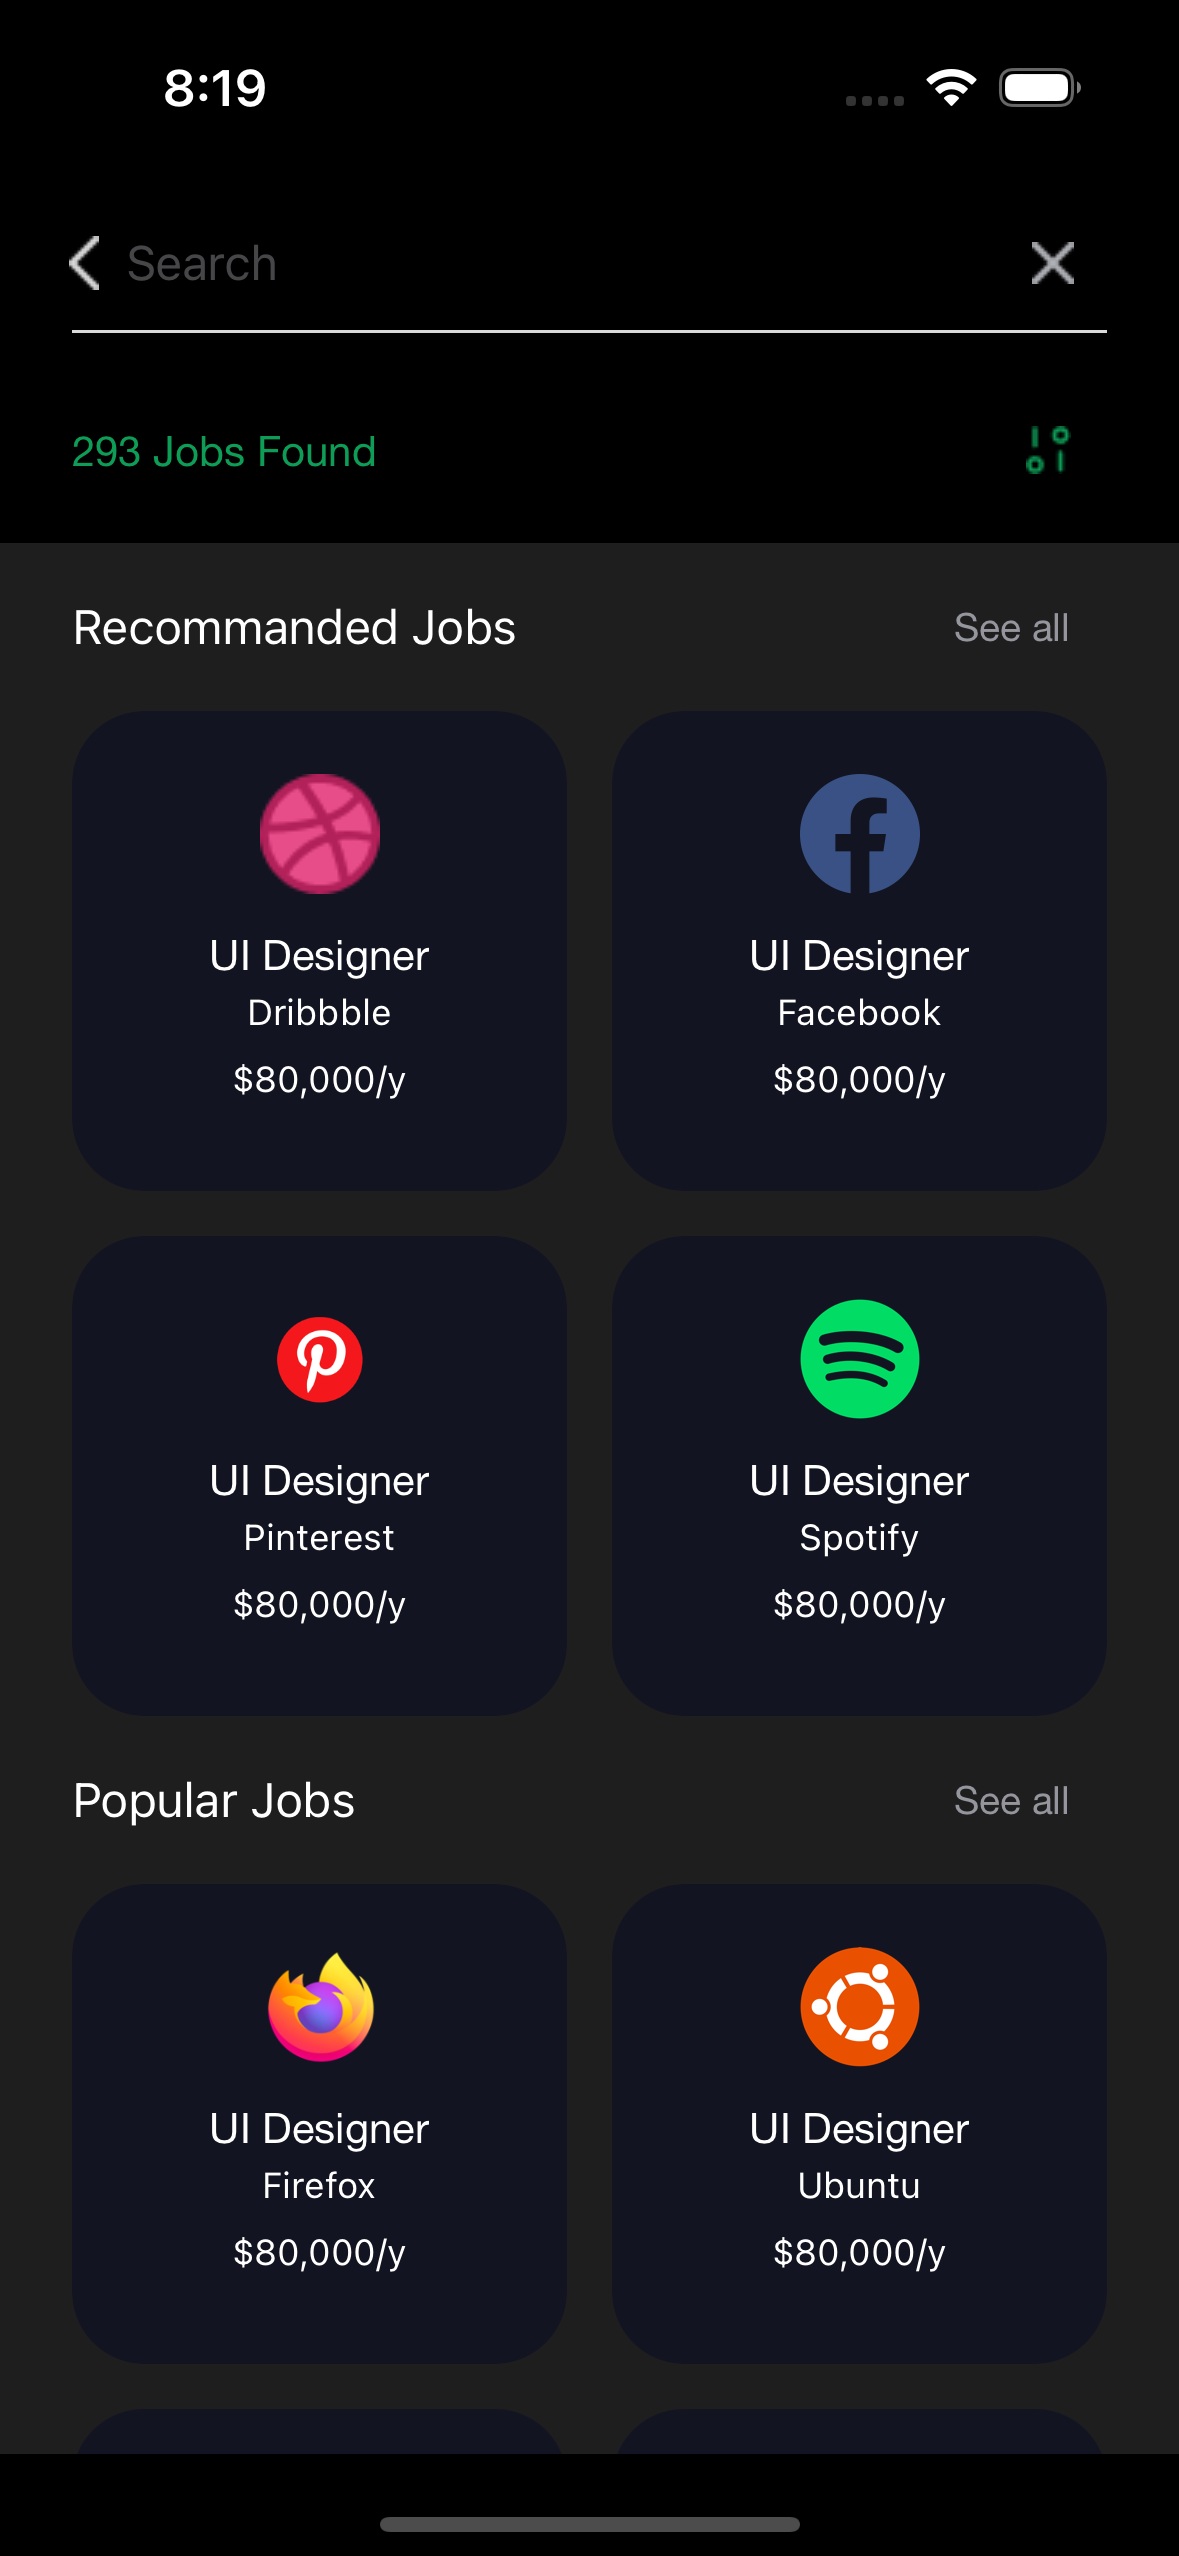 8:19
Search
293 Jobs Found
Recommanded Jobs
See all
UI Designer
Dribbble
$80,000/y
UI Designer
Facebook
$80,000/y
UI Designer
Pinterest
$80,000/y
UI Designer
Spotify
$80,000/y
Popular Jobs
See all
UI Designer
Firefox
$80,000/y
UI Designer
Ubuntu
$80,000/y